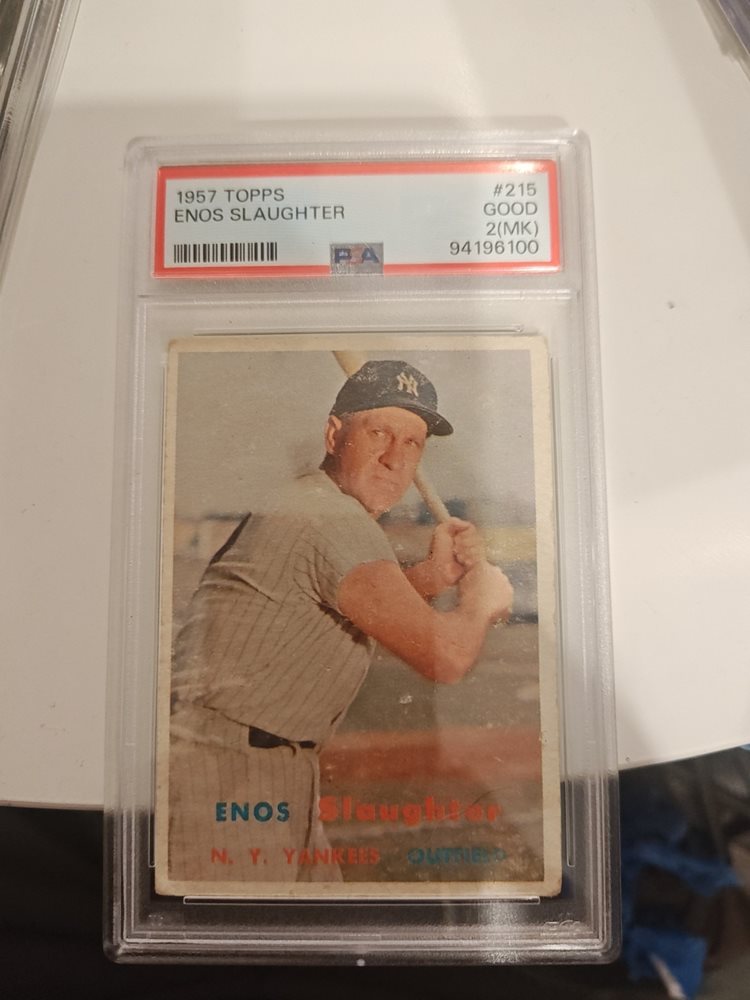 1957 TOPPS #215
ENOS SLAUGHTER GOOD
2(MK)
94196100
PSA
NY
ENOS Slaughter
N. Y. YANKEES OUTFIELD